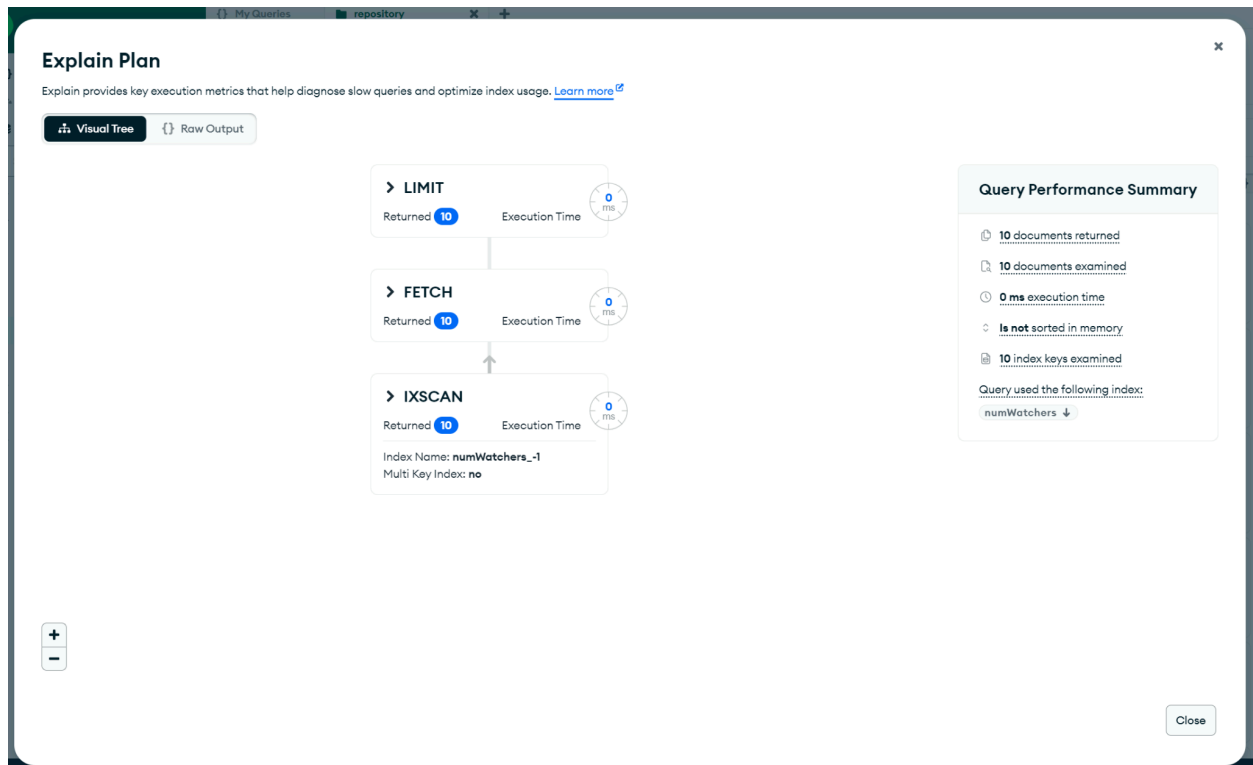 {} My Queries
repository
Explain Plan
Explain provides key execution metrics that help diagnose slow queries and optimize index usage. Learn more
Visual Tree
{} Raw Output
LIMIT
Returned 10 Execution Time
0
ms
FETCH
Returned 10 Execution Time
0
ms
IXSCAN
Returned 10 Execution Time
0
ms
Index Name: numWatchers_-1
Multi Key Index: no
Query Performance Summary
10 documents returned
10 documents examined
0 ms execution time
Is not sorted in memory
10 index keys examined
Query used the following index:
numWatchers
Close